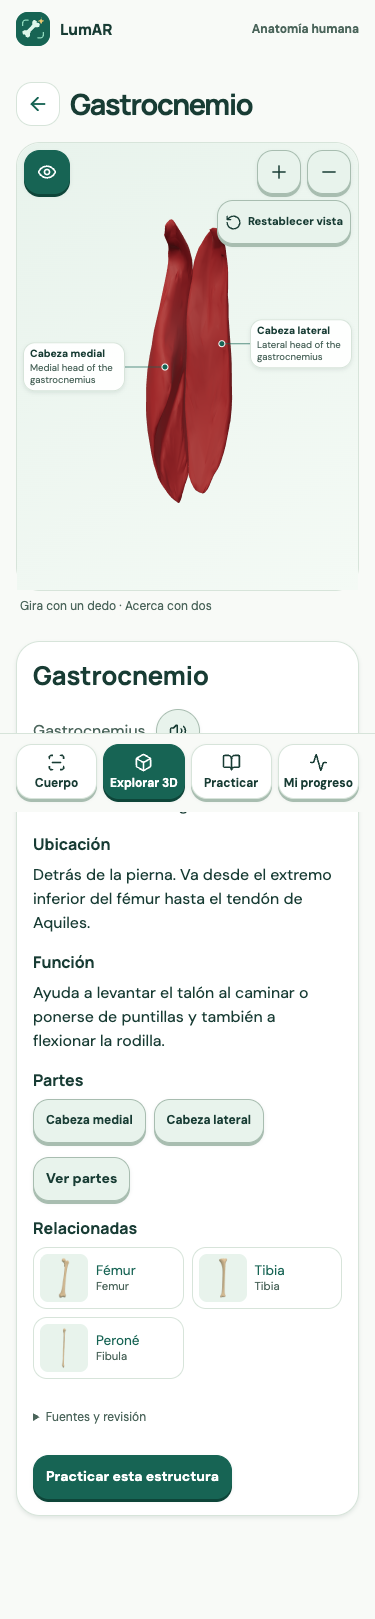 LumAR
Anatomía humana
Gastrocnemio
Restablecer vista
Cabeza lateral
Lateral head of the
gastrocnemius
Cabeza medial
Medial head of the
gastrocnemius
Gira con un dedo · Acerca con dos
Gastrocnemio
Gastrocnemius
Cuerpo
Explorar 3D
Practicar
Mi progreso
Ubicación
Detrás de la pierna. Va desde el extremo
inferior del fémur hasta el tendón de
Aquiles.
Función
Ayuda a levantar el talón al caminar o
ponerse de puntillas y también a
flexionar la rodilla.
Partes
Cabeza medial
Cabeza lateral
Ver partes
Relacionadas
Fémur
Femur
Tibia
Tibia
Peroné
Fibula
Fuentes y revisión
Practicar esta estructura